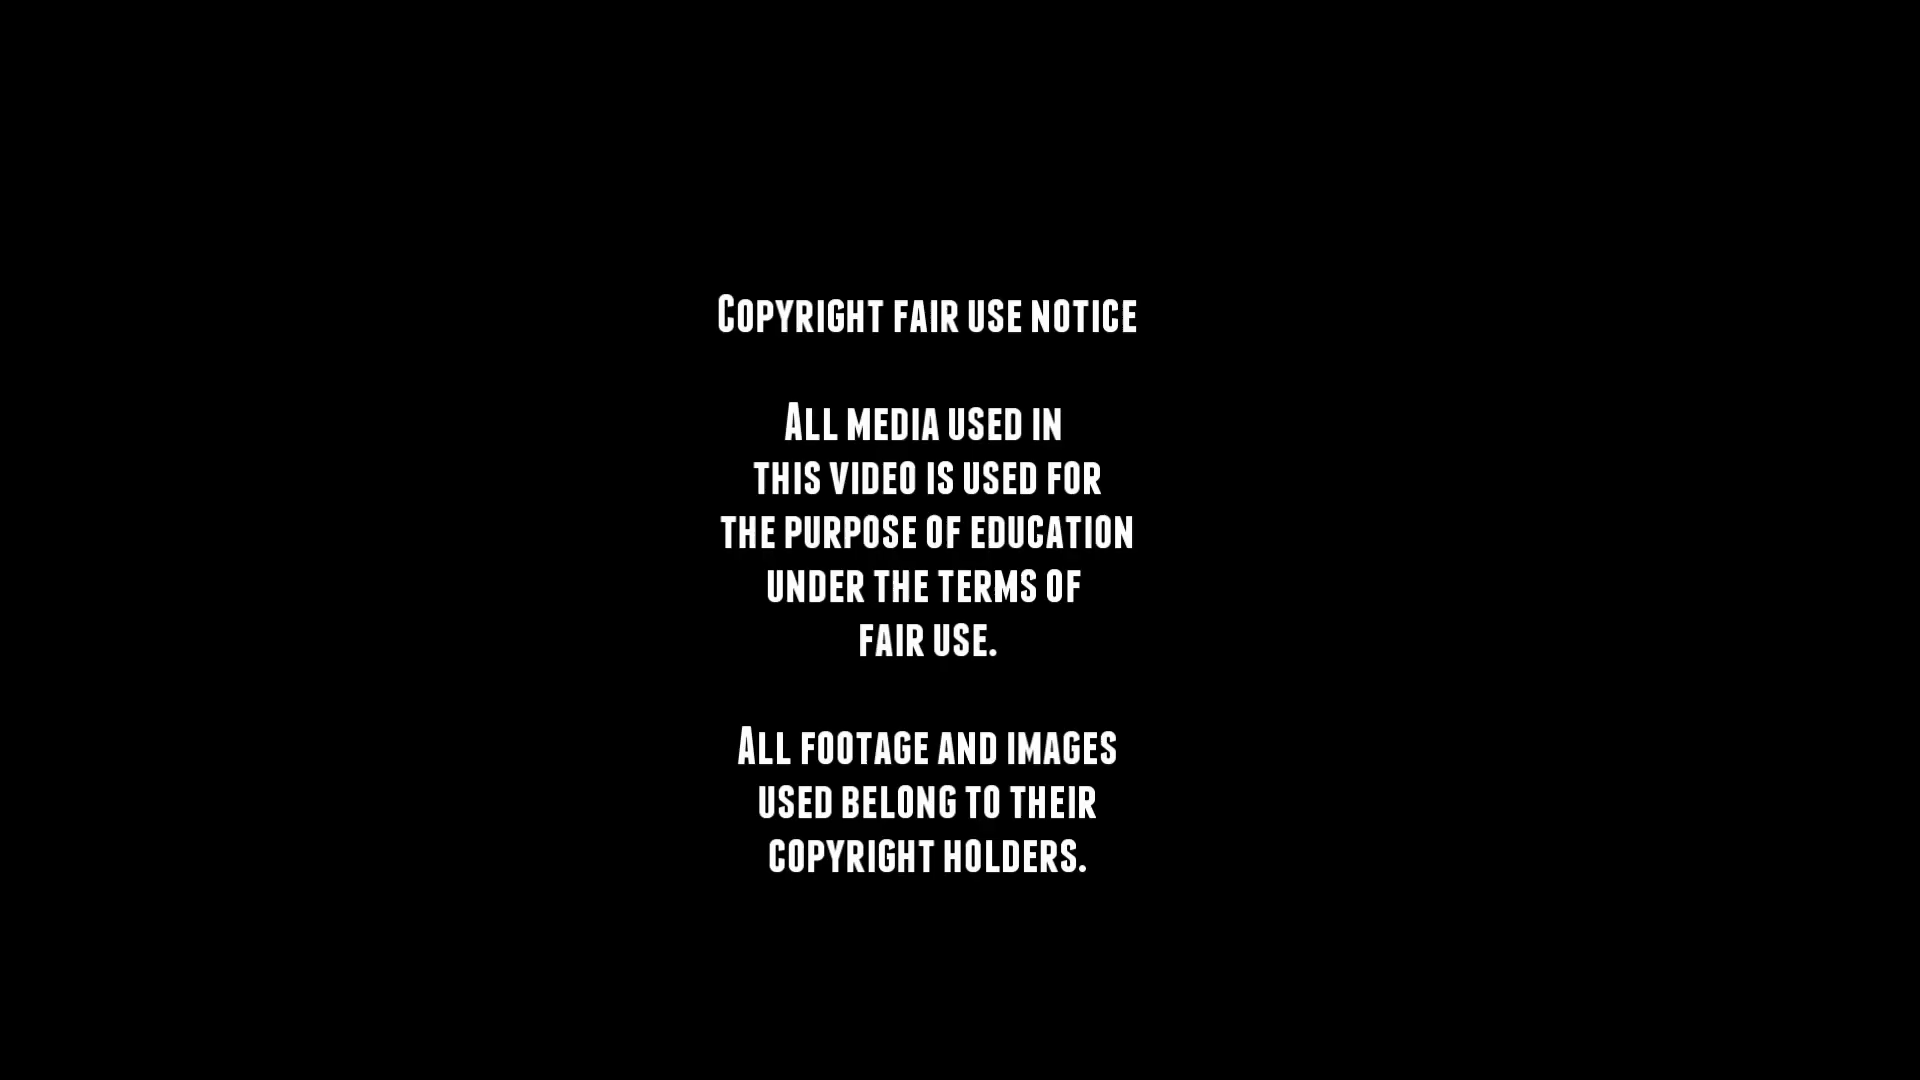 Copyright fair use notice
All media used in
this video is used for
the purpose of education
under the terms of
fair use.
All footage and images
used belong to their
copyright holders.